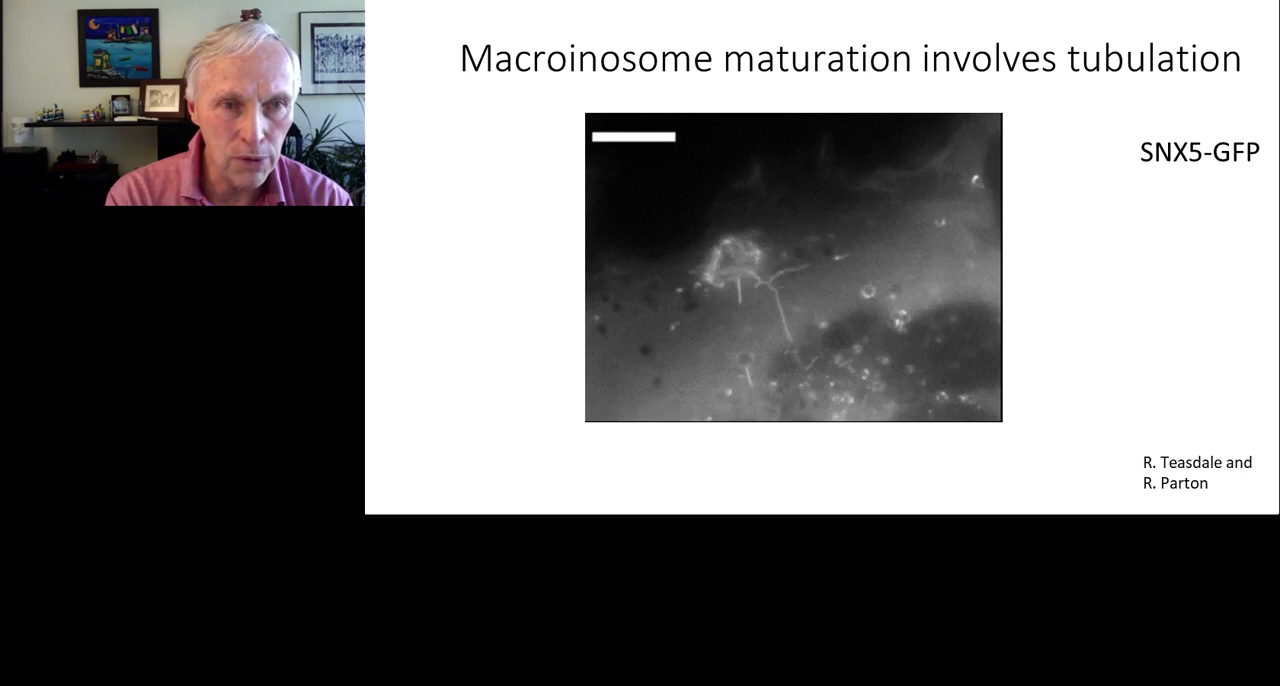 Macroinosome maturation involves tubulation
SNX5-GFP
R. Teasdale and
R. Parton